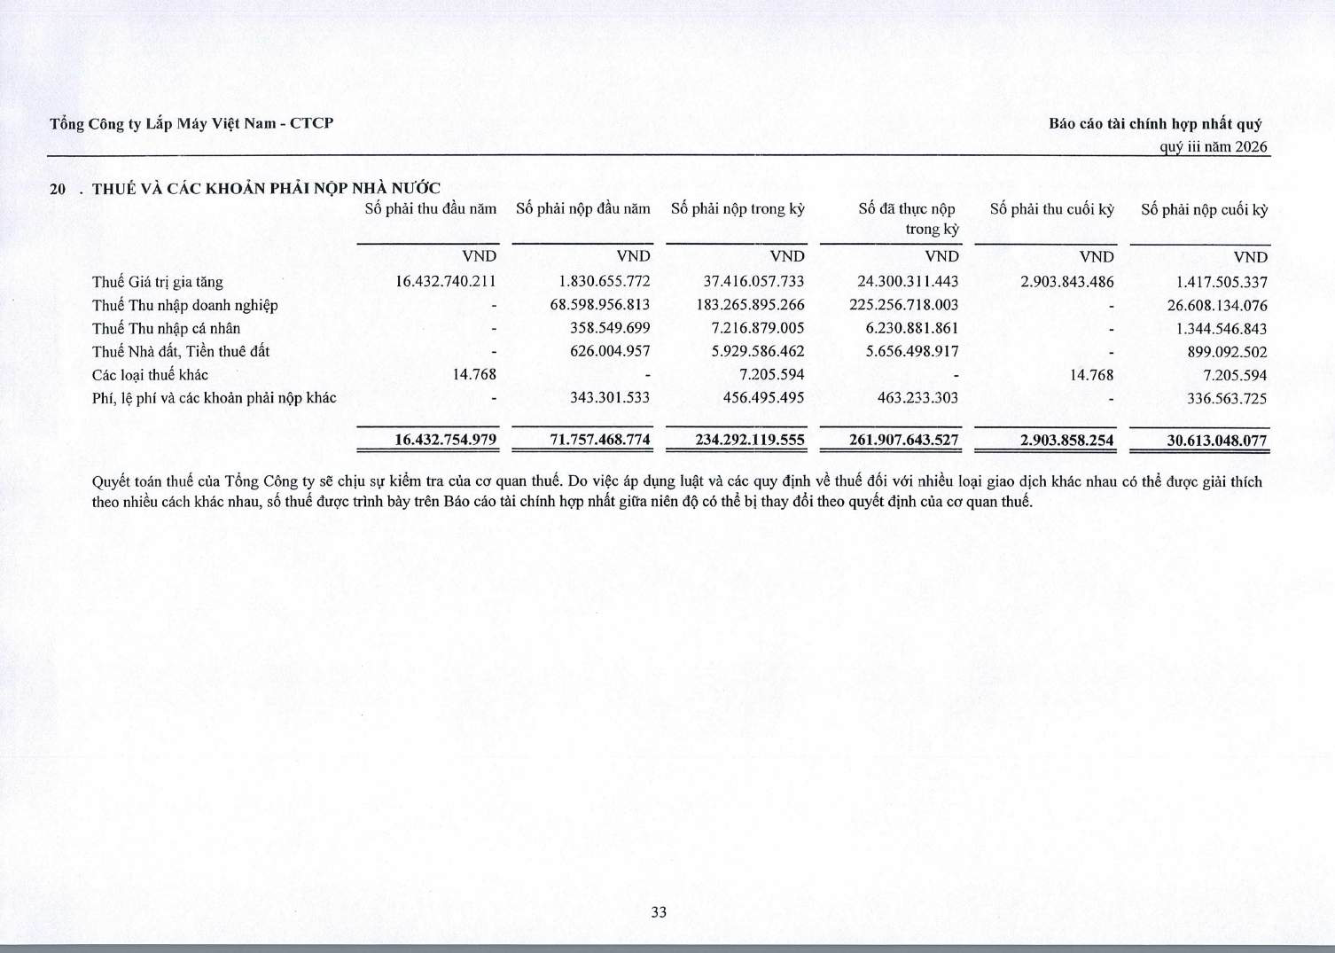 Tổng Công ty Lắp Máy Việt Nam - CTCP
Báo cáo tài chính hợp nhất quý
quý iii năm 2026
20 . THUẾ VÀ CÁC KHOẢN PHẢI NỘP NHÀ NƯỚC
Số phải thu đầu năm Số phải nộp đầu năm Số phải nộp trong kỳ Số đã thực nộp trong kỳ Số phải thu cuối kỳ Số phải nộp cuối kỳ
VND VND VND VND VND VND
Thuế Giá trị gia tăng 16.432.740.211 1.830.655.772 37.416.057.733 24.300.311.443 2.903.843.486 1.417.505.337
Thuế Thu nhập doanh nghiệp - 68.598.956.813 183.265.895.266 225.256.718.003 - 26.608.134.076
Thuế Thu nhập cá nhân - 358.549.699 7.216.879.005 6.230.881.861 - 1.344.546.843
Thuế Nhà đất, Tiền thuê đất - 626.004.957 5.929.586.462 5.656.498.917 - 899.092.502
Các loại thuế khác 14.768 - 7.205.594 - 14.768 7.205.594
Phí, lệ phí và các khoản phải nộp khác - 343.301.533 456.495.495 463.233.303 - 336.563.725
16.432.754.979 71.757.468.774 234.292.119.555 261.907.643.527 2.903.858.254 30.613.048.077
Quyết toán thuế của Tổng Công ty sẽ chịu sự kiểm tra của cơ quan thuế. Do việc áp dụng luật và các quy định về thuế đối với nhiều loại giao dịch khác nhau có thể được giải thích
theo nhiều cách khác nhau, số thuế được trình bày trên Báo cáo tài chính hợp nhất giữa niên độ có thể bị thay đổi theo quyết định của cơ quan thuế.
33